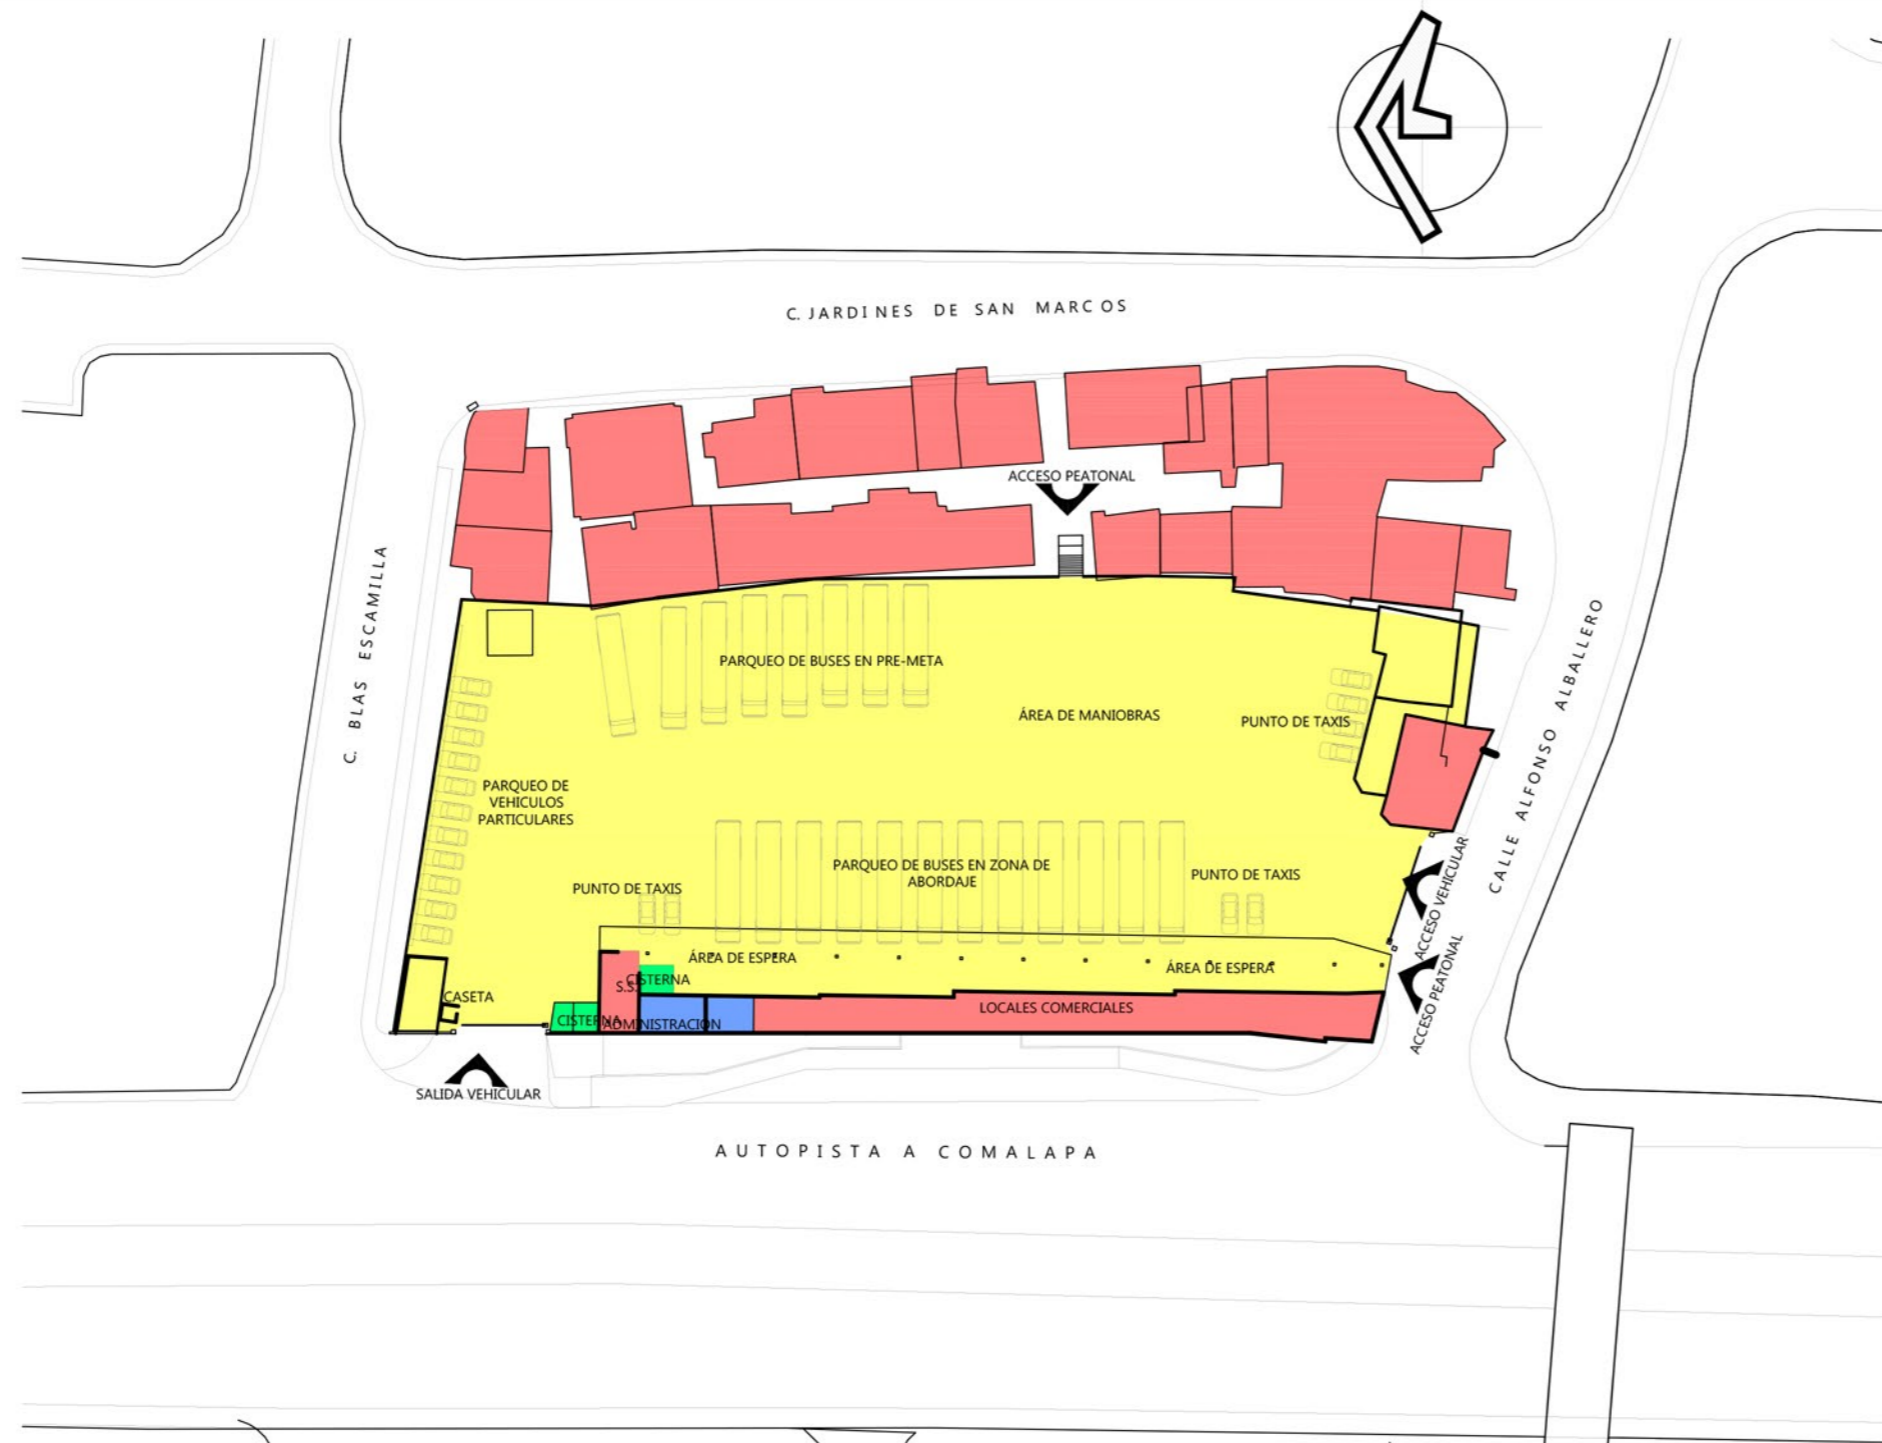 C. JARDINES DE SAN MARCOS
ACCESO PEATONAL
C. BLAS ESCAMILLA
CALLE ALFONSO ALBALLERO
PARQUEO DE BUSES EN PRE-META
ÁREA DE MANIOBRAS
PUNTO DE TAXIS
PARQUEO DE
VEHICULOS
PARTICULARES
PARQUEO DE BUSES EN ZONA DE
ABORDAJE
PUNTO DE TAXIS
PUNTO DE TAXIS
ACCESO VEHICULAR
ACCESO PEATONAL
ÁREA DE ESPERA
ÁREA DE ESPERA
CISTERNA
S.S.
CASETA
LOCALES COMERCIALES
CISTERNA
ADMINISTRACIÓN
SALIDA VEHICULAR
AUTOPISTA A COMALAPA